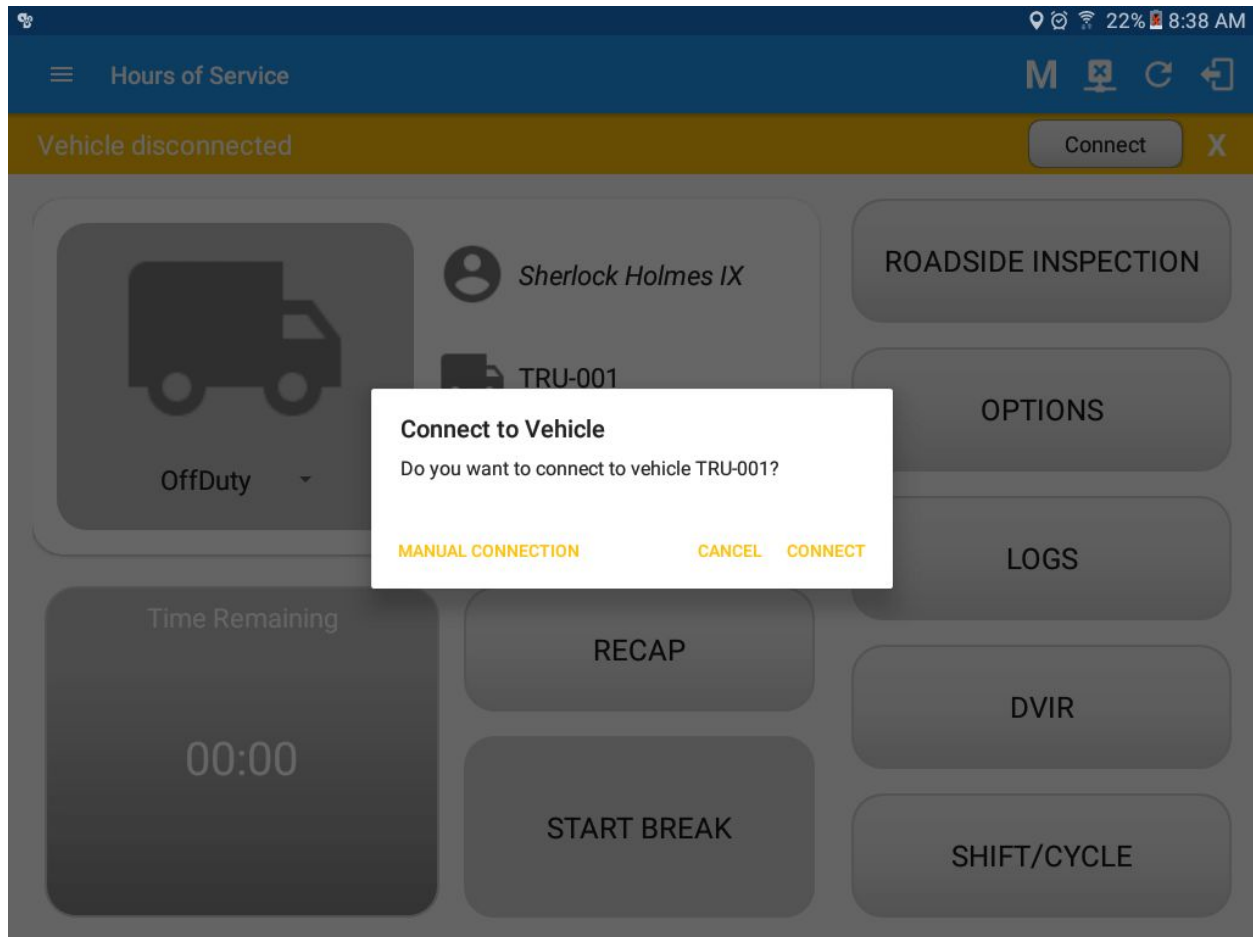 22% 8:38 AM
Hours of Service
M
Vehicle disconnected
Connect
X
Sherlock Holmes IX
TRU-001
OffDuty
Connect to Vehicle
Do you want to connect to vehicle TRU-001?
MANUAL CONNECTION
CANCEL
CONNECT
Time Remaining
00:00
RECAP
START BREAK
ROADSIDE INSPECTION
OPTIONS
LOGS
DVIR
SHIFT/CYCLE